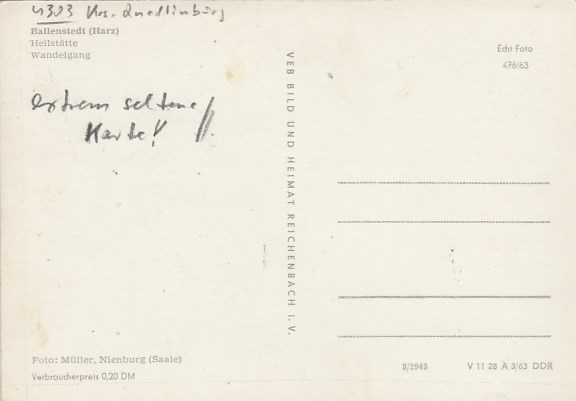 4303 Krs. Quedlinburg
Ballenstedt (Harz)
Heilstätte
Wandelgang
extrem seltene
Karte!
VEB BILD UND HEIMAT REICHENBACH I. V.
Echt Foto
476/63
Foto: Müller, Nienburg (Saale)
Verbraucherpreis 0,20 DM
8/2945 V 11 28 A 3/63 DDR